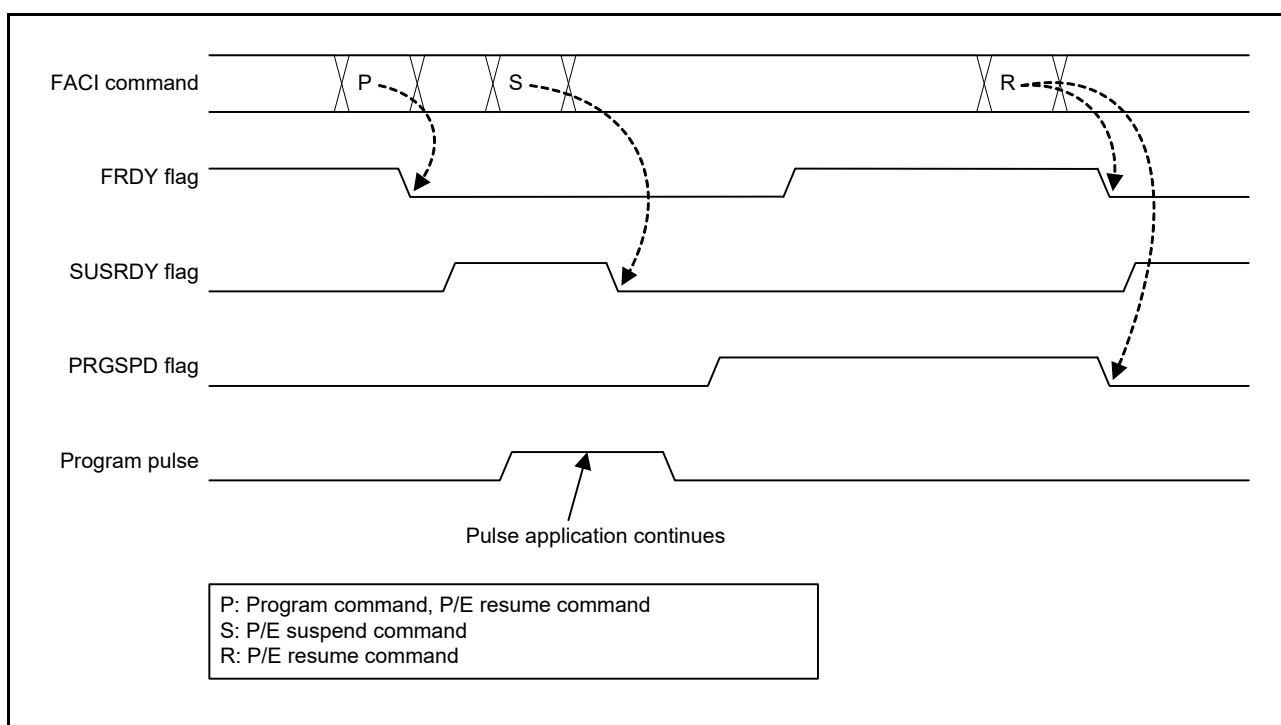 FACI command
P
S
R
FRDY flag
SUSRDY flag
PRGSPD flag
Program pulse
Pulse application continues
P: Program command, P/E resume command
S: P/E suspend command
R: P/E resume command